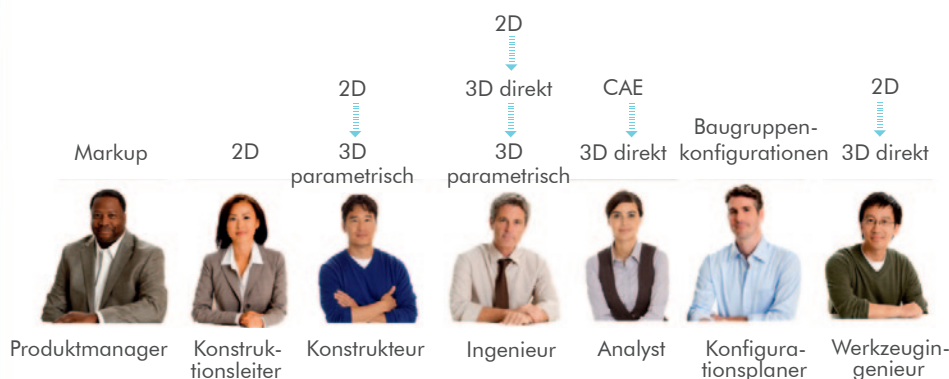 2D
2D
3D direkt
CAE
2D
Markup
2D
3D
parametrisch
3D
parametrisch
3D direkt
Baugruppen-
konfigurationen
3D direkt
Produktmanager
Konstruk-
tionsleiter
Konstrukteur
Ingenieur
Analyst
Konfigura-
tionsplaner
Werkzeugin-
genieur